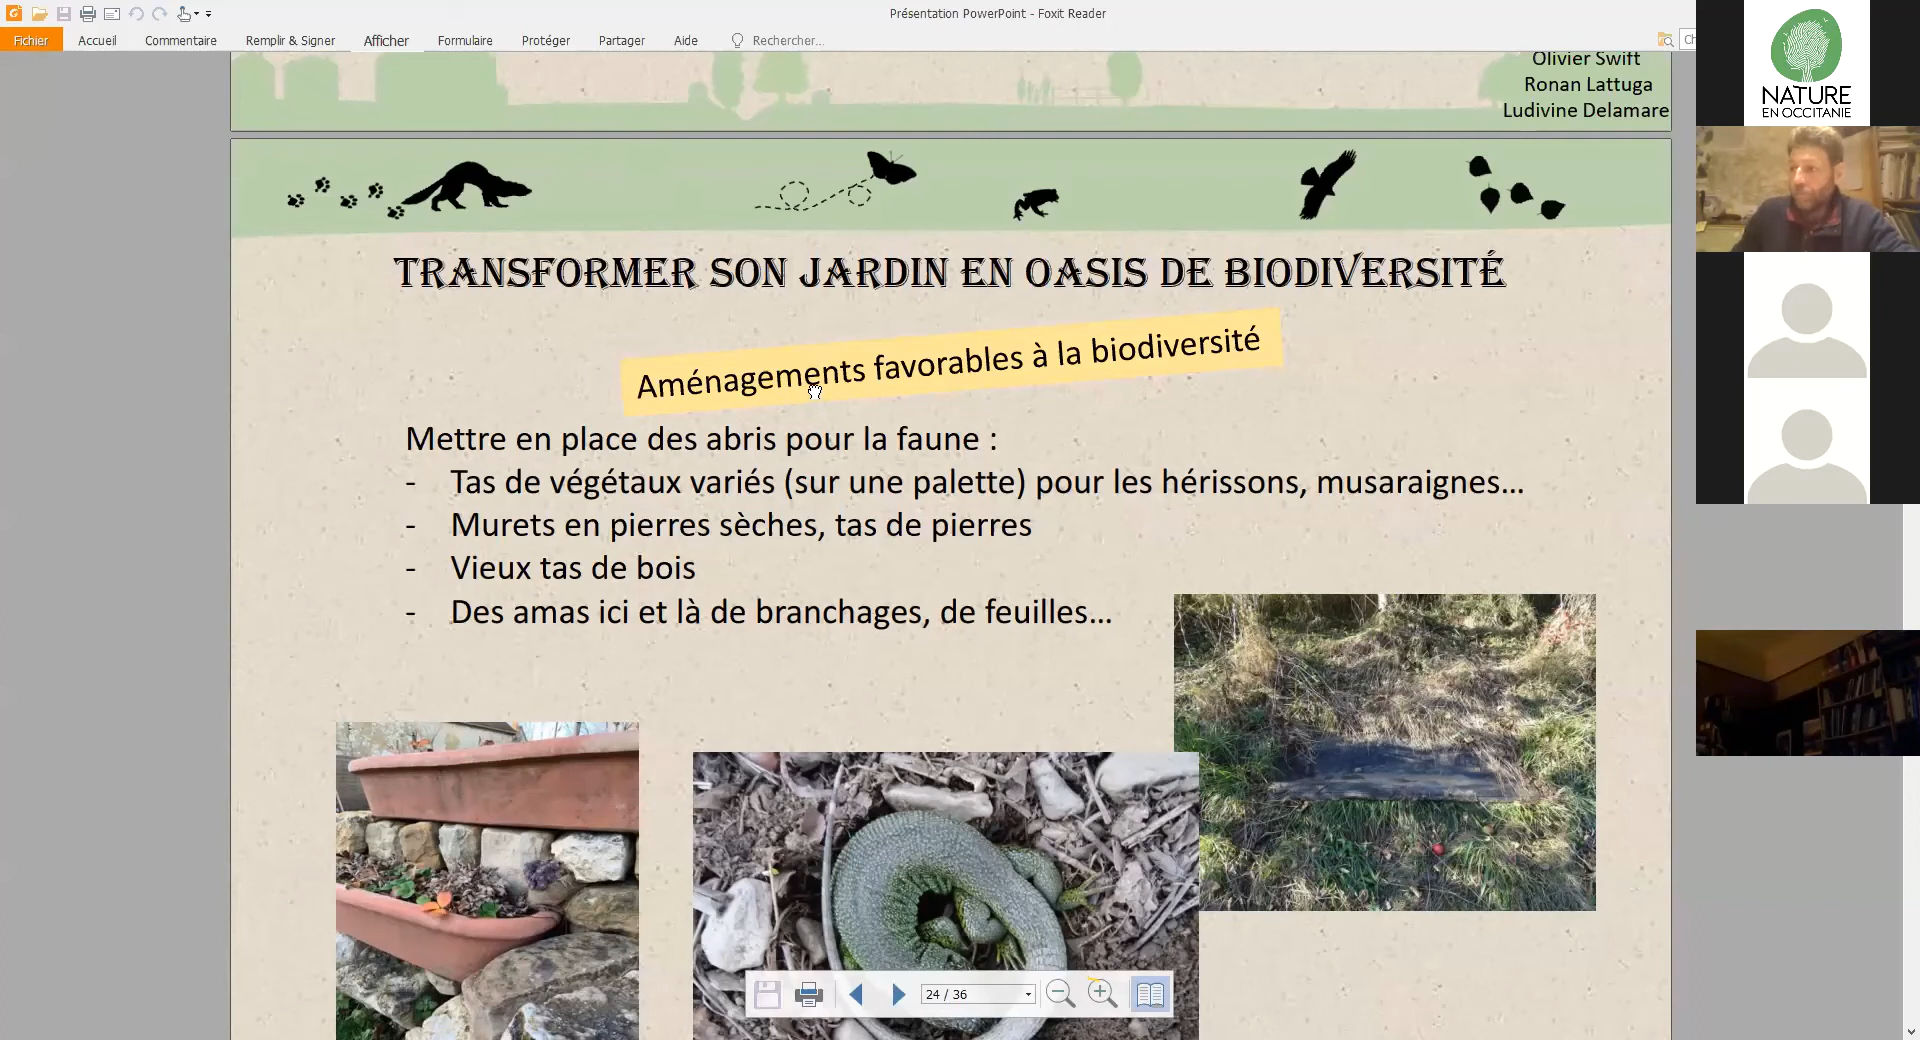 Présentation PowerPoint - Foxit Reader
Fichier Accueil Commentaire Remplir & Signer Afficher Formulaire Protéger Partager Aide Rechercher...
Olivier Swift
Ronan Lattuga
Ludivine Delamare
NATURE
EN OCCITANIE
TRANSFORMER SON JARDIN EN OASIS DE BIODIVERSITÉ
Aménagements favorables à la biodiversité
Mettre en place des abris pour la faune :
- Tas de végétaux variés (sur une palette) pour les hérissons, musaraignes...
- Murets en pierres sèches, tas de pierres
- Vieux tas de bois
- Des amas ici et là de branchages, de feuilles...
24 / 36